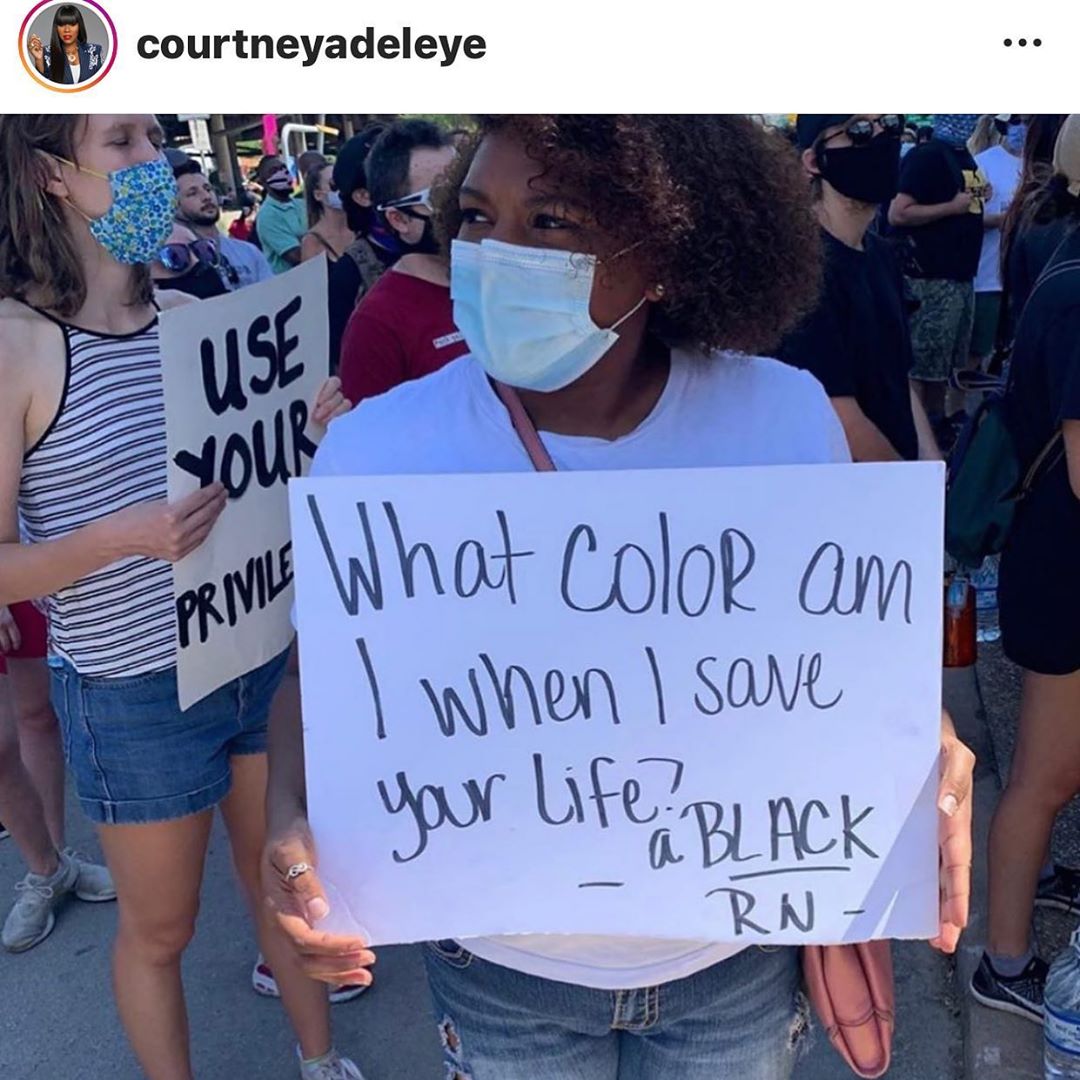 courtneyadeleye
USE
YOUR
PRIVILE
What Color am
I when I save
your life?
- a BLACK
RN -